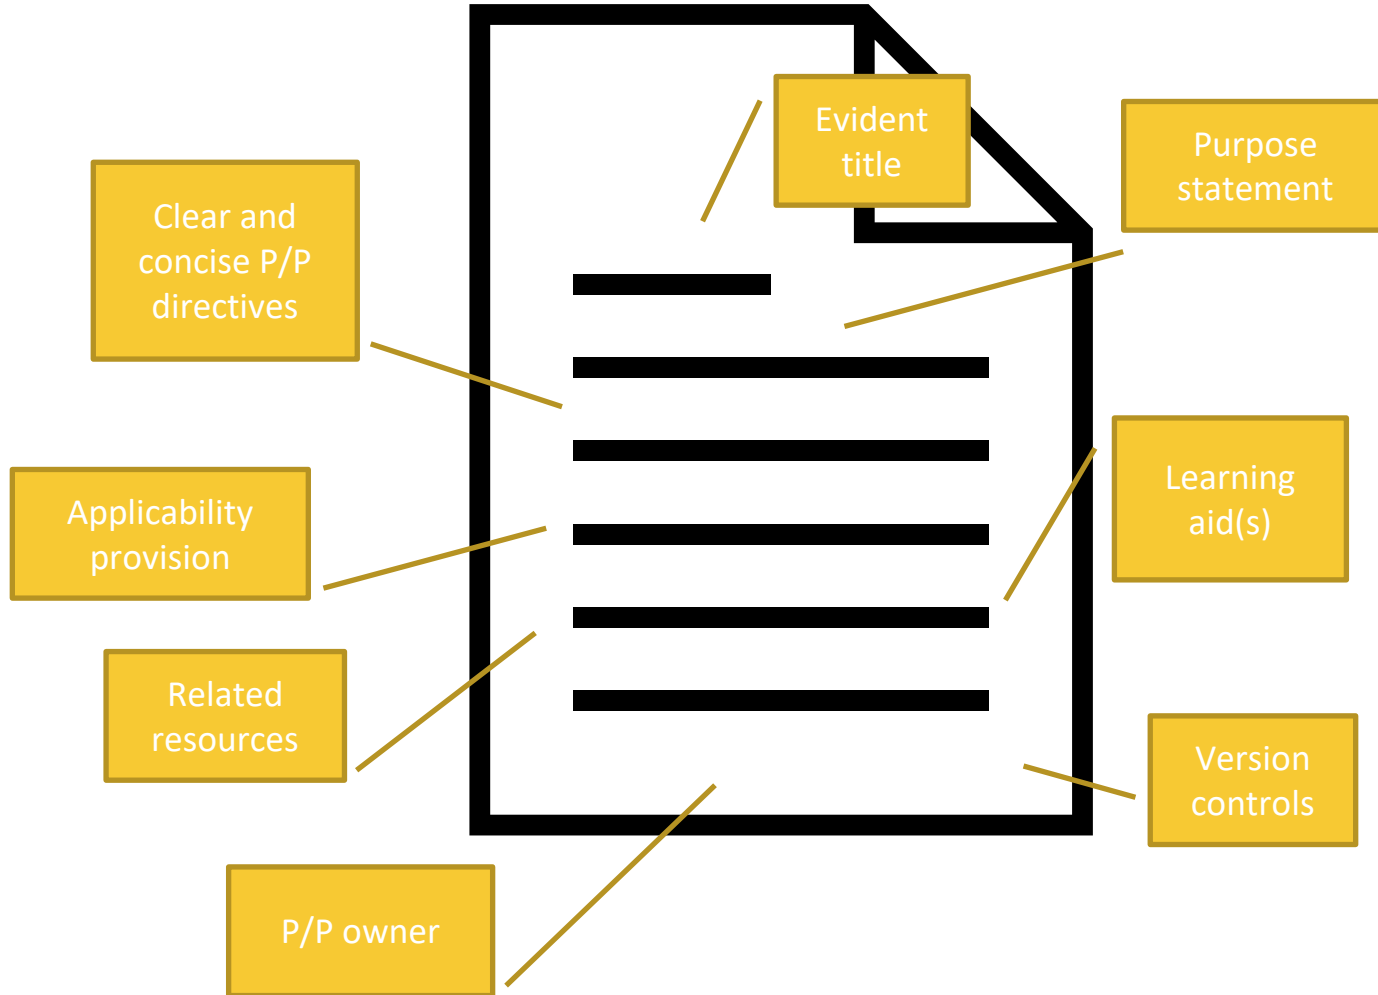 Evident
title
Purpose
statement
Clear and
concise P/P
directives
Learning
aid(s)
Applicability
provision
Related
resources
Version
controls
P/P owner